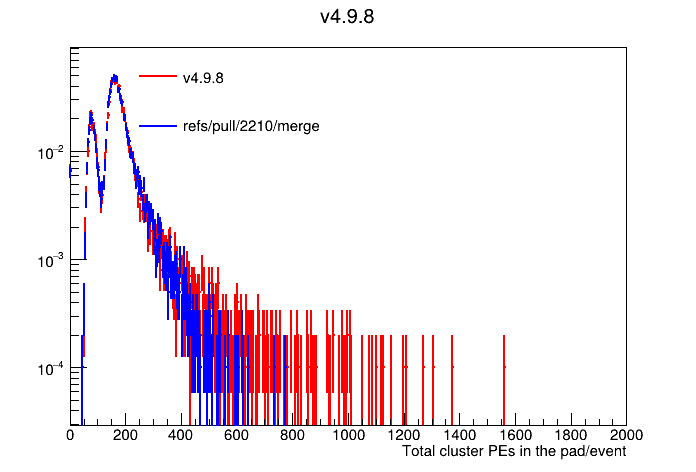 v4.9.8
v4.9.8
refs/pull/2210/merge
10−2
10−3
10−4
0 200 400 600 800 1000 1200 1400 1600 1800 2000
Total cluster PEs in the pad/event